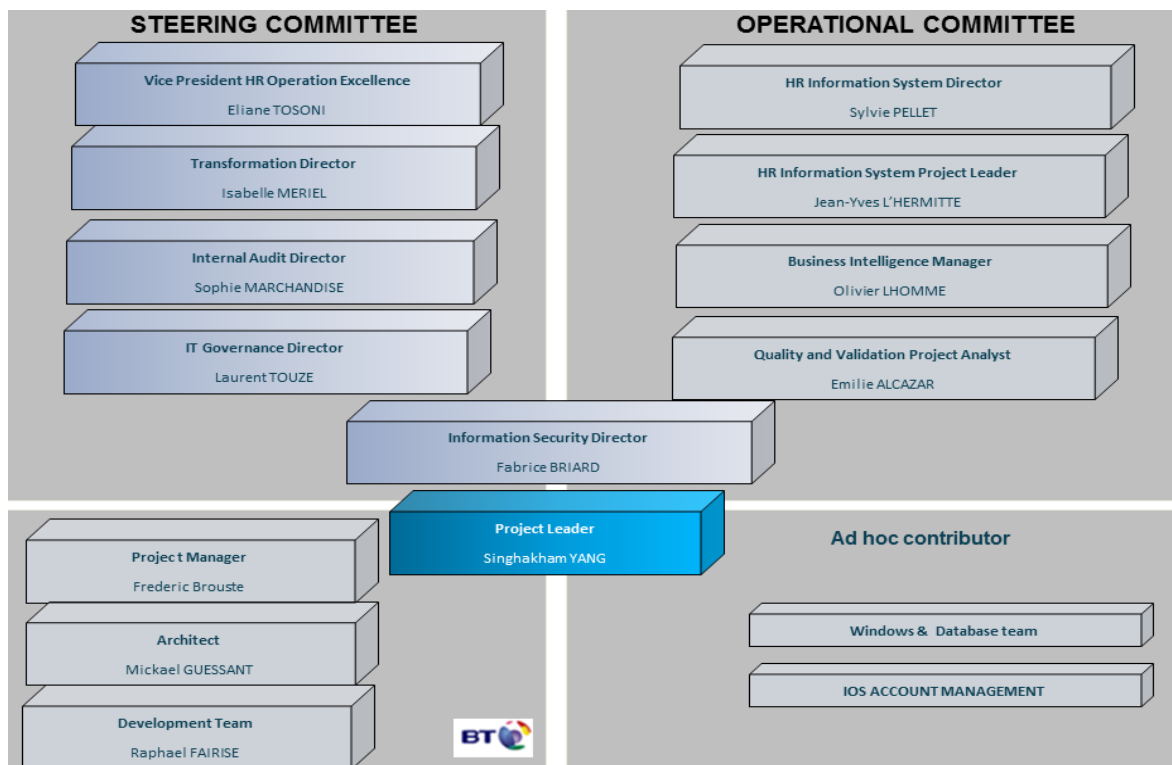 STEERING COMMITTEE
Vice President HR Operation Excellence
Eliane TOSONI
Transformation Director
Isabelle MERIEL
Internal Audit Director
Sophie MARCHANDISE
IT Governance Director
Laurent TOUZE
OPERATIONAL COMMITTEE
HR Information System Director
Sylvie PELLET
HR Information System Project Leader
Jean-Yves L'HERMITTE
Business Intelligence Manager
Olivier LHOMME
Quality and Validation Project Analyst
Emilie ALCAZAR
Information Security Director
Fabrice BRIARD
Project Leader
Singhakham YANG
Project Manager
Frederic Brouste
Architect
Mickael GUESSANT
Development Team
Raphael FAIRISE
BT
Ad hoc contributor
Windows & Database team
IOS ACCOUNT MANAGEMENT